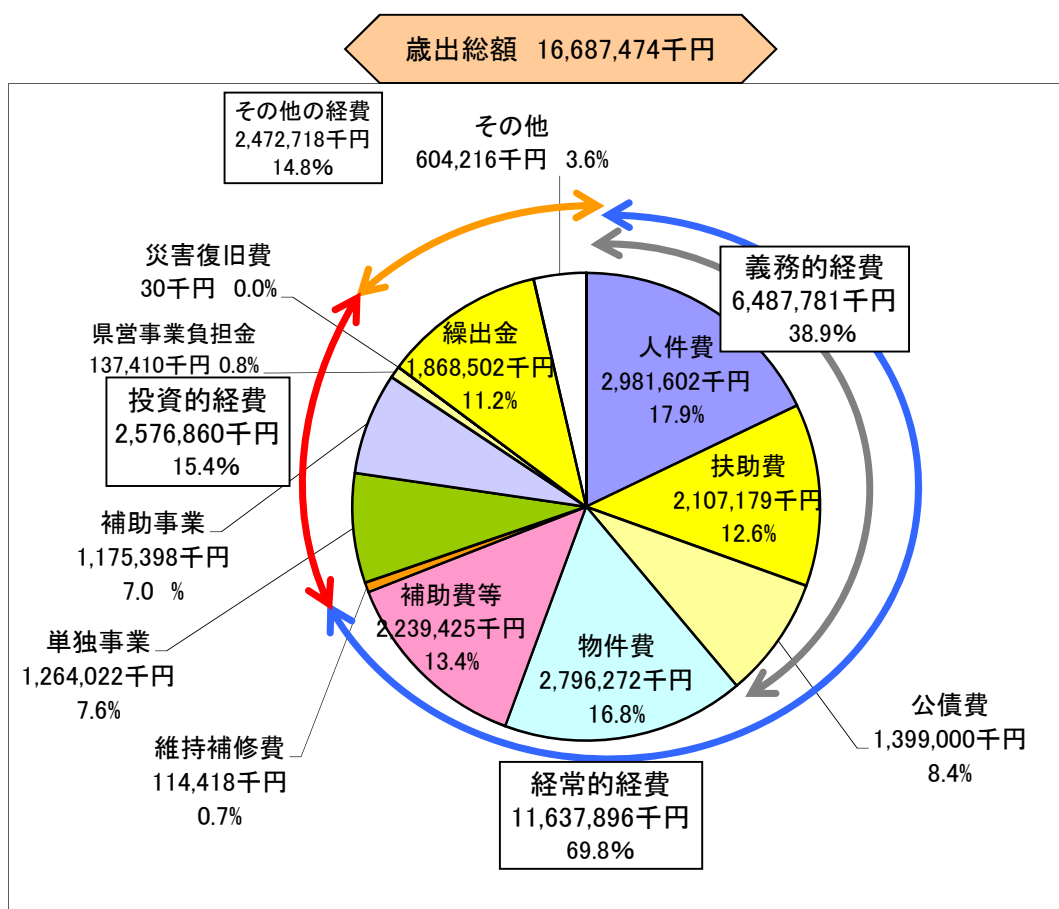 歳出総額 16,687,474千円
その他の経費
2,472,718千円
14.8%
その他
604,216千円 3.6%
義務的経費
6,487,781千円
38.9%
災害復旧費
30千円 0.0%
県営事業負担金
137,410千円 0.8%
投資的経費
2,576,860千円
15.4%
繰出金
1,868,502千円
11.2%
人件費
2,981,602千円
17.9%
扶助費
2,107,179千円
12.6%
補助事業
1,175,398千円
7.0 %
単独事業
1,264,022千円
7.6%
維持補修費
114,418千円
0.7%
補助費等
2,239,425千円
13.4%
物件費
2,796,272千円
16.8%
公債費
1,399,000千円
8.4%
経常的経費
11,637,896千円
69.8%